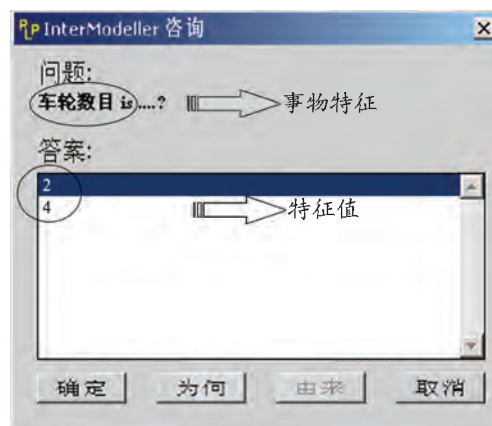 InterModeller 咨询
问题:
车轮数目 is....? 事物特征
答案:
2
4 特征值
确定 为何 由来 取消